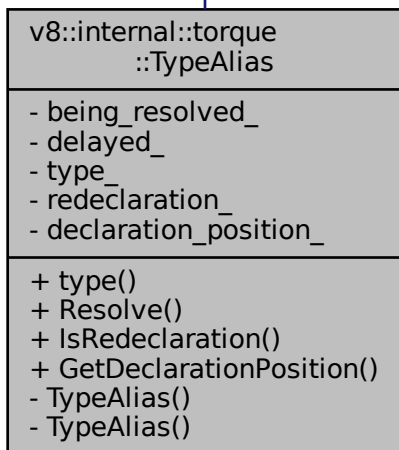 v8::internal::torque
::TypeAlias
- being_resolved_
- delayed_
- type_
- redeclaration_
- declaration_position_
+ type()
+ Resolve()
+ IsRedeclaration()
+ GetDeclarationPosition()
- TypeAlias()
- TypeAlias()